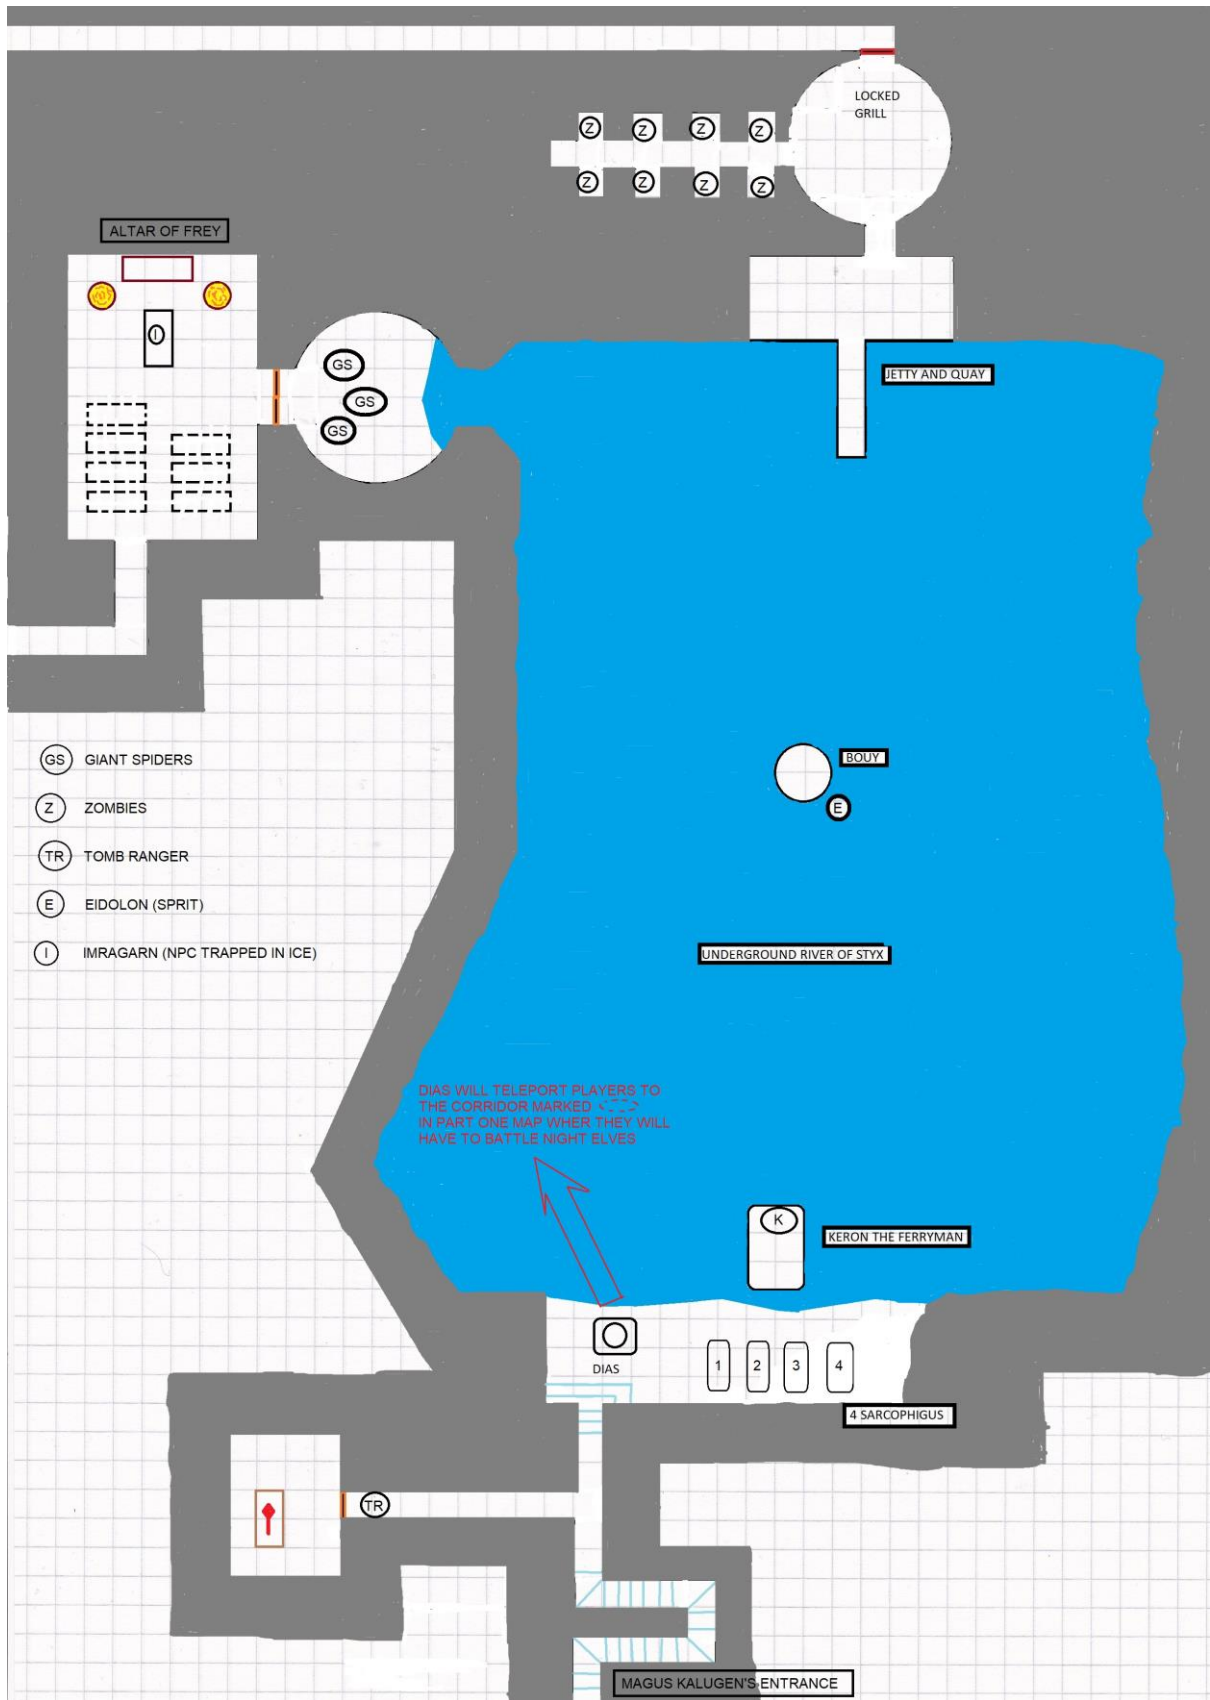 LOCKED
GRILL
Z Z Z Z
Z Z Z Z
ALTAR OF FREY
I
GS
GS
GS
JETTY AND QUAY
GS GIANT SPIDERS
Z ZOMBIES
TR TOMB RANGER
E EIDOLON (SPRIT)
I IMRAGARN (NPC TRAPPED IN ICE)
BOUY
E
UNDERGROUND RIVER OF STYX
DIAS WILL TELEPORT PLAYERS TO
THE CORRIDOR MARKED
IN PART ONE MAP WHER THEY WILL
HAVE TO BATTLE NIGHT ELVES
K
KERON THE FERRYMAN
DIAS
1 2 3 4
4 SARCOPHIGUS
TR
MAGUS KALUGEN'S ENTRANCE